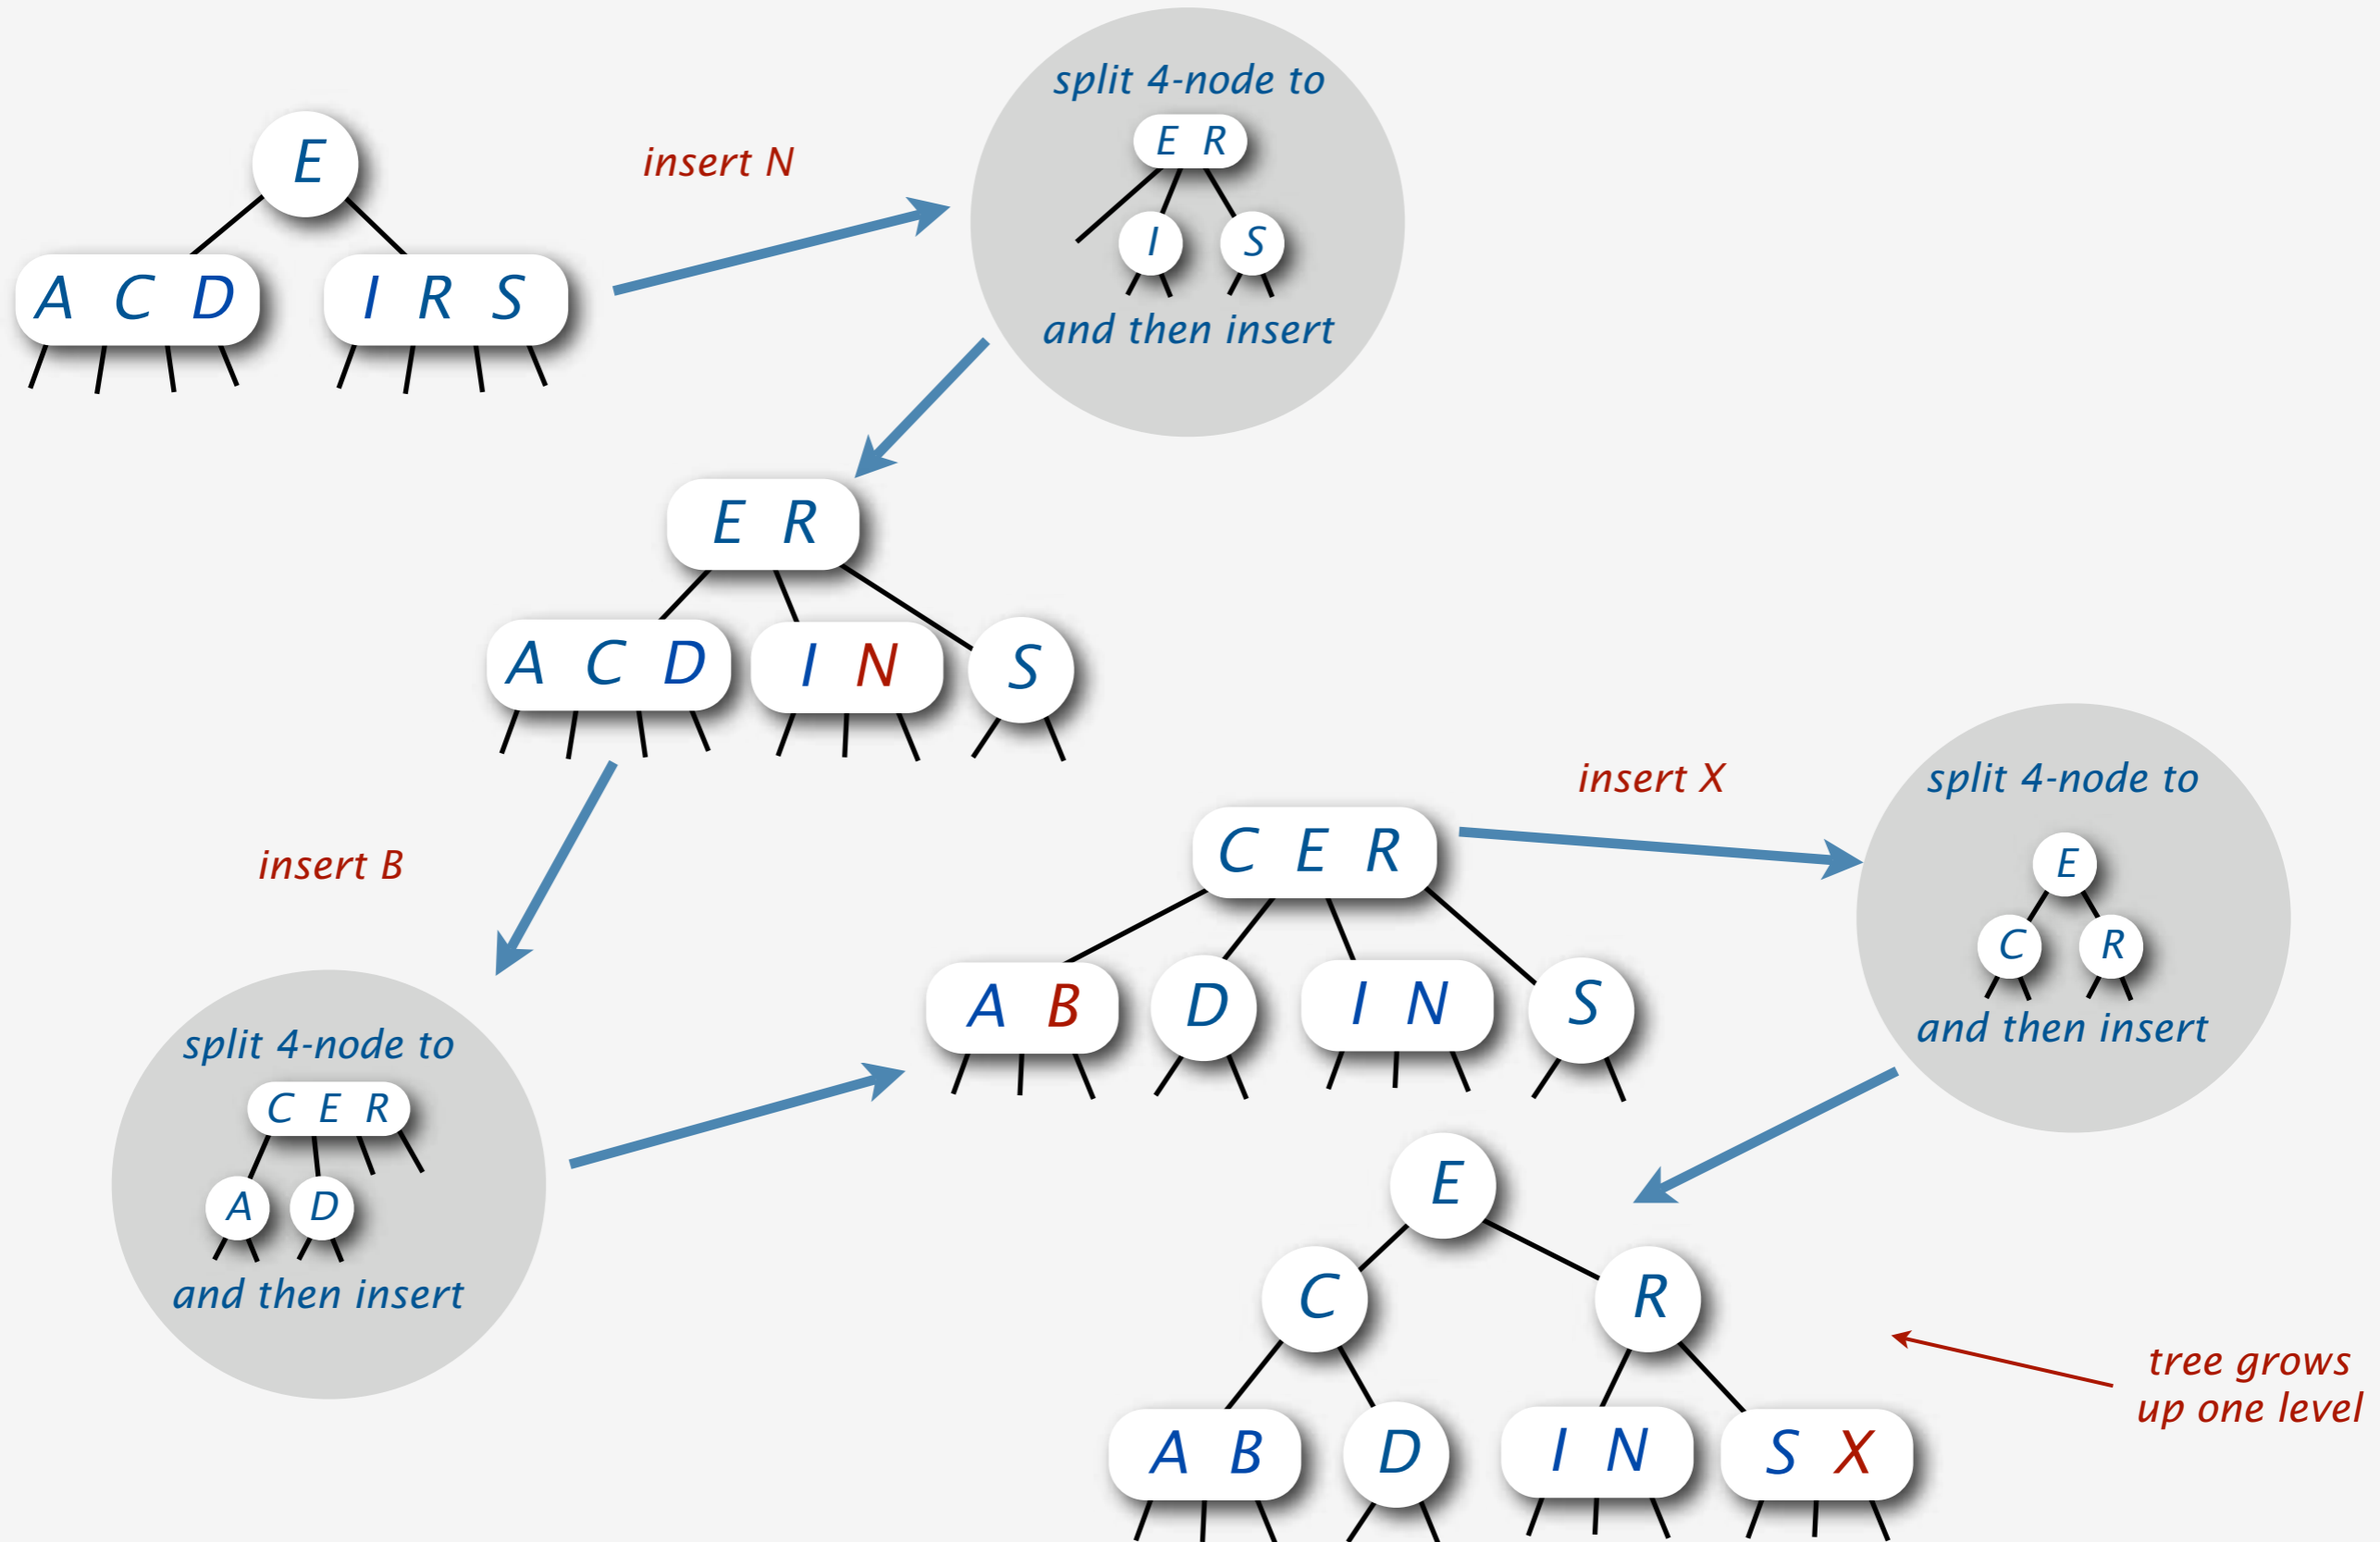 E
A C D
I R S
insert N
split 4-node to
E R
I
S
and then insert
E R
A C D
I N
S
insert B
split 4-node to
C E R
A
D
and then insert
C E R
A B
D
I N
S
insert X
split 4-node to
E
C
R
and then insert
E
C
R
A B
D
I N
S X
tree grows
up one level